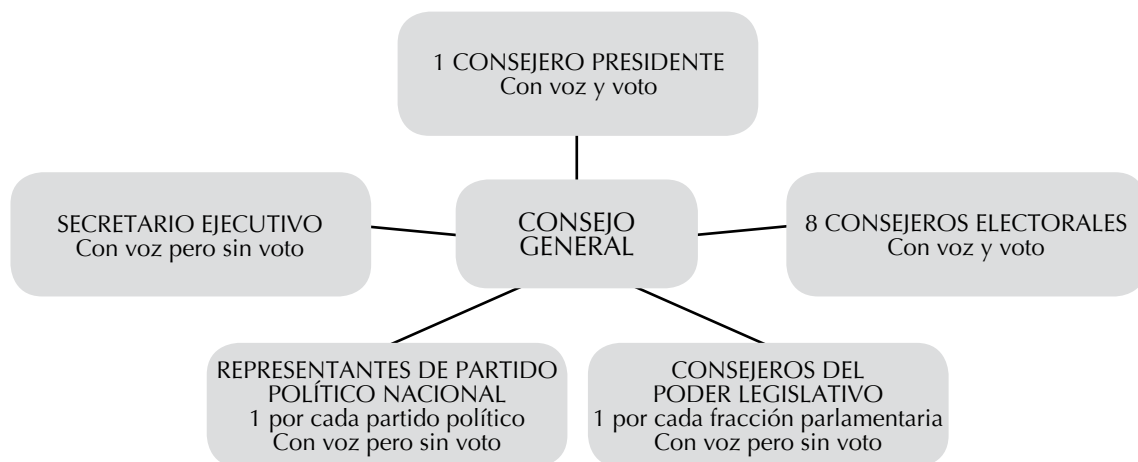 1 CONSEJERO PRESIDENTE
Con voz y voto
SECRETARIO EJECUTIVO
Con voz pero sin voto
CONSEJO
GENERAL
8 CONSEJEROS ELECTORALES
Con voz y voto
REPRESENTANTES DE PARTIDO
POLÍTICO NACIONAL
1 por cada partido político
Con voz pero sin voto
CONSEJEROS DEL
PODER LEGISLATIVO
1 por cada fracción parlamentaria
Con voz pero sin voto